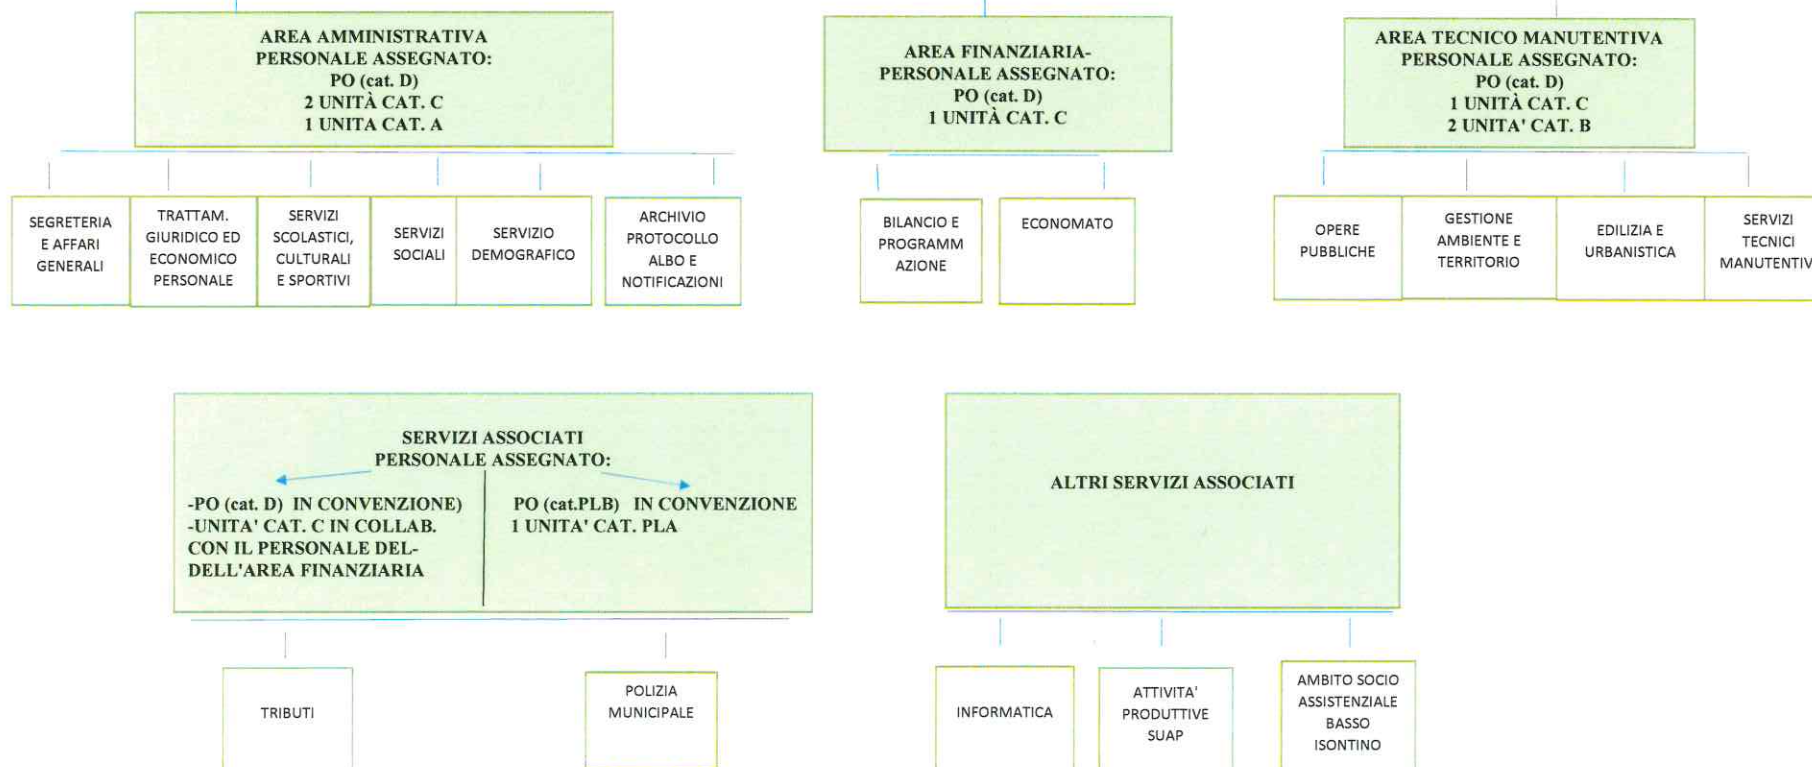 AREA AMMINISTRATIVA
PERSONALE ASSEGNATO:
PO (cat. D)
2 UNITÀ CAT. C
1 UNITA CAT. A
AREA FINANZIARIA-
PERSONALE ASSEGNATO:
PO (cat. D)
1 UNITÀ CAT. C
AREA TECNICO MANUTENTIVA
PERSONALE ASSEGNATO:
PO (cat. D)
1 UNITÀ CAT. C
2 UNITA' CAT. B
SEGRETERIA
E AFFARI
GENERALI
TRATTAM.
GIURIDICO ED
ECONOMICO
PERSONALE
SERVIZI
SCOLASTICI,
CULTURALI
E SPORTIVI
SERVIZI
SOCIALI
SERVIZIO
DEMOGRAFICO
ARCHIVIO
PROTOCOLLO
ALBO E
NOTIFICAZIONI
BILANCIO E
PROGRAMM
AZIONE
ECONOMATO
OPERE
PUBBLICHE
GESTIONE
AMBIENTE E
TERRITORIO
EDILIZIA E
URBANISTICA
SERVIZI
TECNICI
MANUTENTIV
SERVIZI ASSOCIATI
PERSONALE ASSEGNATO:
-PO (cat. D) IN CONVENZIONE)
-UNITA' CAT. C IN COLLAB.
CON IL PERSONALE DEL-
DELL'AREA FINANZIARIA
PO (cat.PLB) IN CONVENZIONE
1 UNITA' CAT. PLA
ALTRI SERVIZI ASSOCIATI
TRIBUTI
POLIZIA
MUNICIPALE
INFORMATICA
ATTIVITA'
PRODUTTIVE
SUAP
AMBITO SOCIO
ASSISTENZIALE
BASSO
ISONTINO